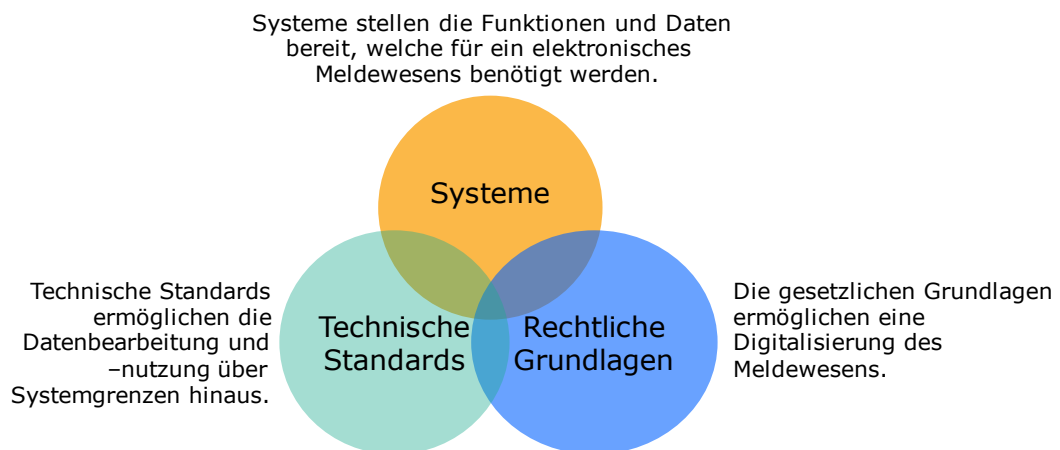 Systeme stellen die Funktionen und Daten
bereit, welche für ein elektronisches
Meldewesens benötigt werden.
Systeme
Technische Standards
ermöglichen die
Datenbearbeitung und
–nutzung über
Systemgrenzen hinaus.
Technische
Standards
Rechtliche
Grundlagen
Die gesetzlichen Grundlagen
ermöglichen eine
Digitalisierung des
Meldewesens.